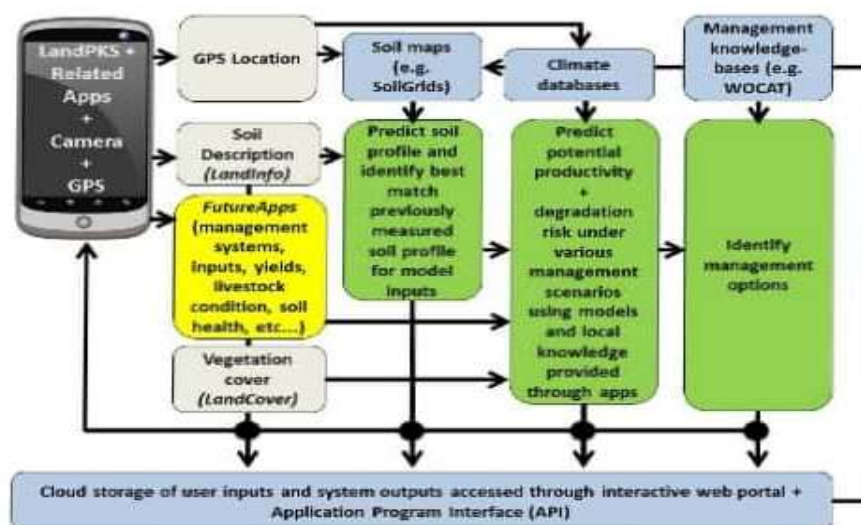 LandPKS +
Related
Apps
+
Camera
+
GPS
GPS Location
Soil maps
(e.g.
SoilGrids)
Climate
databases
Management
knowledge-
bases (e.g.
WOCAT)
Soil
Description
(LandInfo)
Predict soil
profile and
identify best
match
previously
measured
soil profile
for model
inputs
Predict
potential
productivity
+
degradation
risk under
various
management
scenarios
using models
and local
knowledge
provided
through apps
Identify
management
options
FutureApps
(management
systems,
inputs, yields,
livestock
condition, soil
health, etc...)
Vegetation
cover
(LandCover)
Cloud storage of user inputs and system outputs accessed through interactive web portal +
Application Program Interface (API)